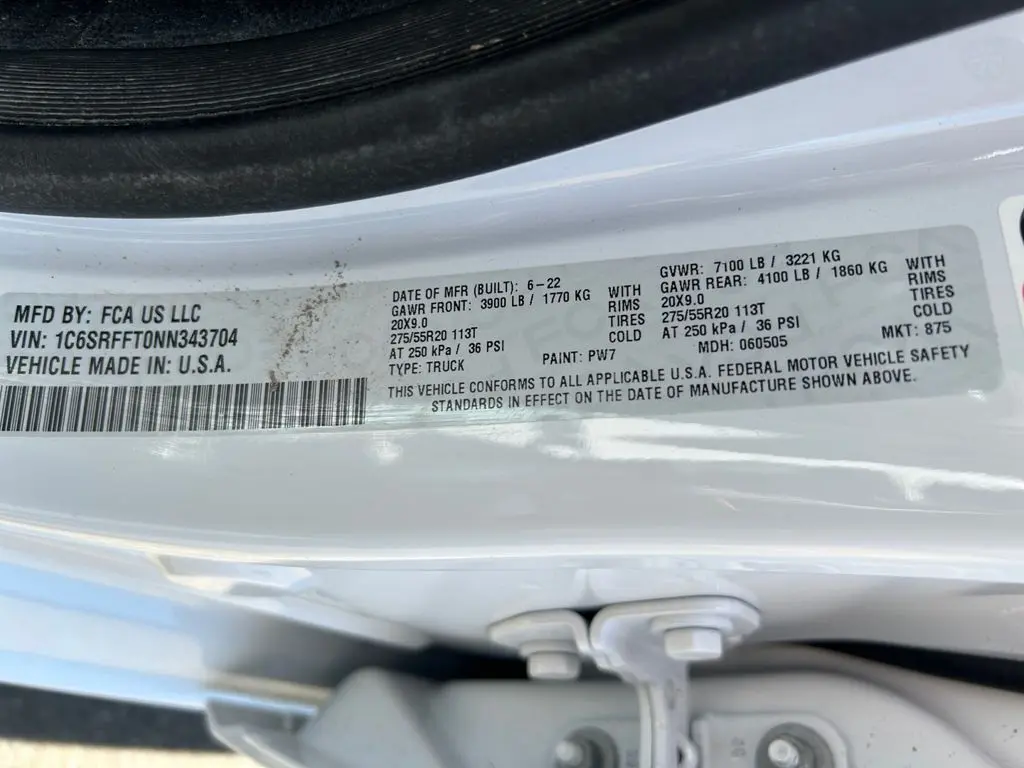 MFD BY: FCA US LLC
VIN: 1C6SRFFT0NN343704
VEHICLE MADE IN: U.S.A.
DATE OF MFR (BUILT): 6-22
GAWR FRONT: 3900 LB / 1770 KG WITH
20X9.0 RIMS
275/55R20 113T TIRES
AT 250 kPa / 36 PSI COLD
TYPE: TRUCK PAINT: PW7
GVWR: 7100 LB / 3221 KG
GAWR REAR: 4100 LB / 1860 KG WITH
20X9.0 RIMS
275/55R20 113T TIRES
AT 250 kPa / 36 PSI COLD
MDH: 060505 MKT: 875
THIS VEHICLE CONFORMS TO ALL APPLICABLE U.S.A. FEDERAL MOTOR VEHICLE SAFETY
STANDARDS IN EFFECT ON THE DATE OF MANUFACTURE SHOWN ABOVE.